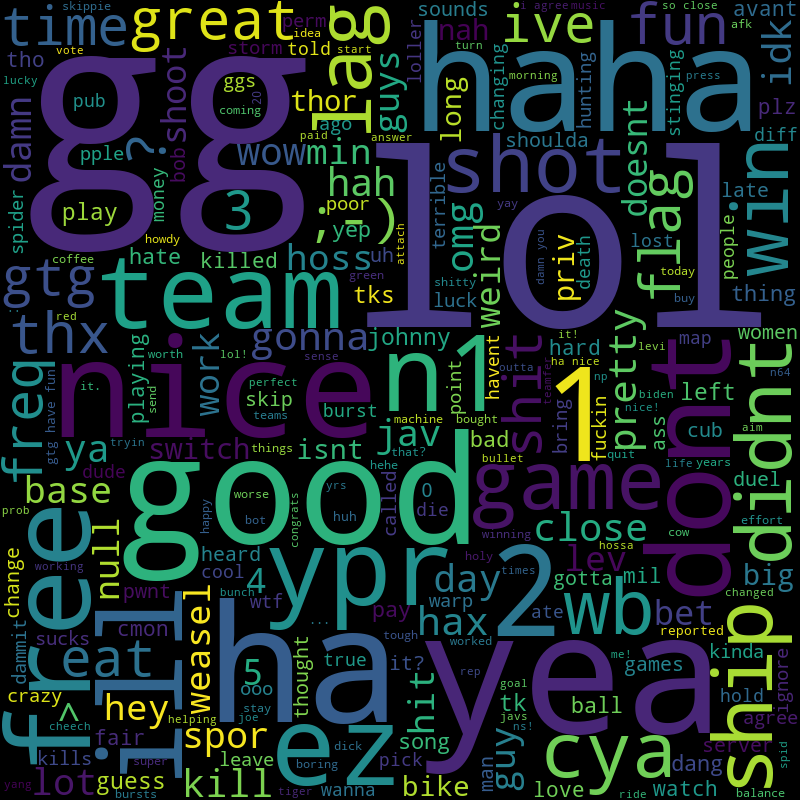 skippie
time
great
perm
idea
vote
storm
told
start
tho
lucky
gg
ggs
coming
20
pub
pple
play
3
damn
?
shoot
bob
money
spider
thor
ago
paid
answer
wow
min
lag
guys
sounds
loller
nah
i agree
music
so close
afk
avant
ive
fun
turn
press
idk
haha
long
changing
morning
hunting
stinging
plz
diff
shot
shoulda
doesnt
late
hah
poor
yep
;-)
terrible
omg
yay
lol
damn you
priv
death
flag
lost
people
win
coffee
howdy
hate
killed
hoss
uh
attach
green
tks
luck
shitty
weird
today
buy
thing
gtg
team
red
thx
gonna
johnny
it!
hard
levi
map
women
biden
n64
nice
nice!
freq
gtg have fun
it.
playing
worth
send
tryin
lol!
perfect
teams
skip
work
sense
burst
n1
point
machine
havent
ha nice
outta
bought
teamfer
shit
1
np
bring
fuckin
quit
pretty
left
ass
cub
aim
dont
didnt
ya
switch
dude
things
isnt
jav
that?
hehe
bad
bullet
base
good
worse
yrs
0
called
die
game
life
years
duel
close
cow
effort
prob
null
happy
bot
huh
congrats
winning
hossa
working
change
heard
cool
ypr
holy
times
day
lev
gotta
mil
big
free
pwnt
bunch
4
...
warp
2
wb
changed
dammit
sucks
cmon
wtf
pay
hax
ate
bet
reported
illl
ha
tough
worked
kinda
eat
weasel
ooo
5
true
it?
yea
me!
games
ship
crazy
^
hey
stay
thought
rep
goal
hold
agree
ignore
cheech
helping
joe
hit
tk
javs
ns!
ball
fair
spor
ez
song
guy
cya
server
dang
kills
super
leave
dick
boring
pick
man
spid
yang
lot
bursts
guess
kill
tiger
wanna
bike
love
ride
watch
balance